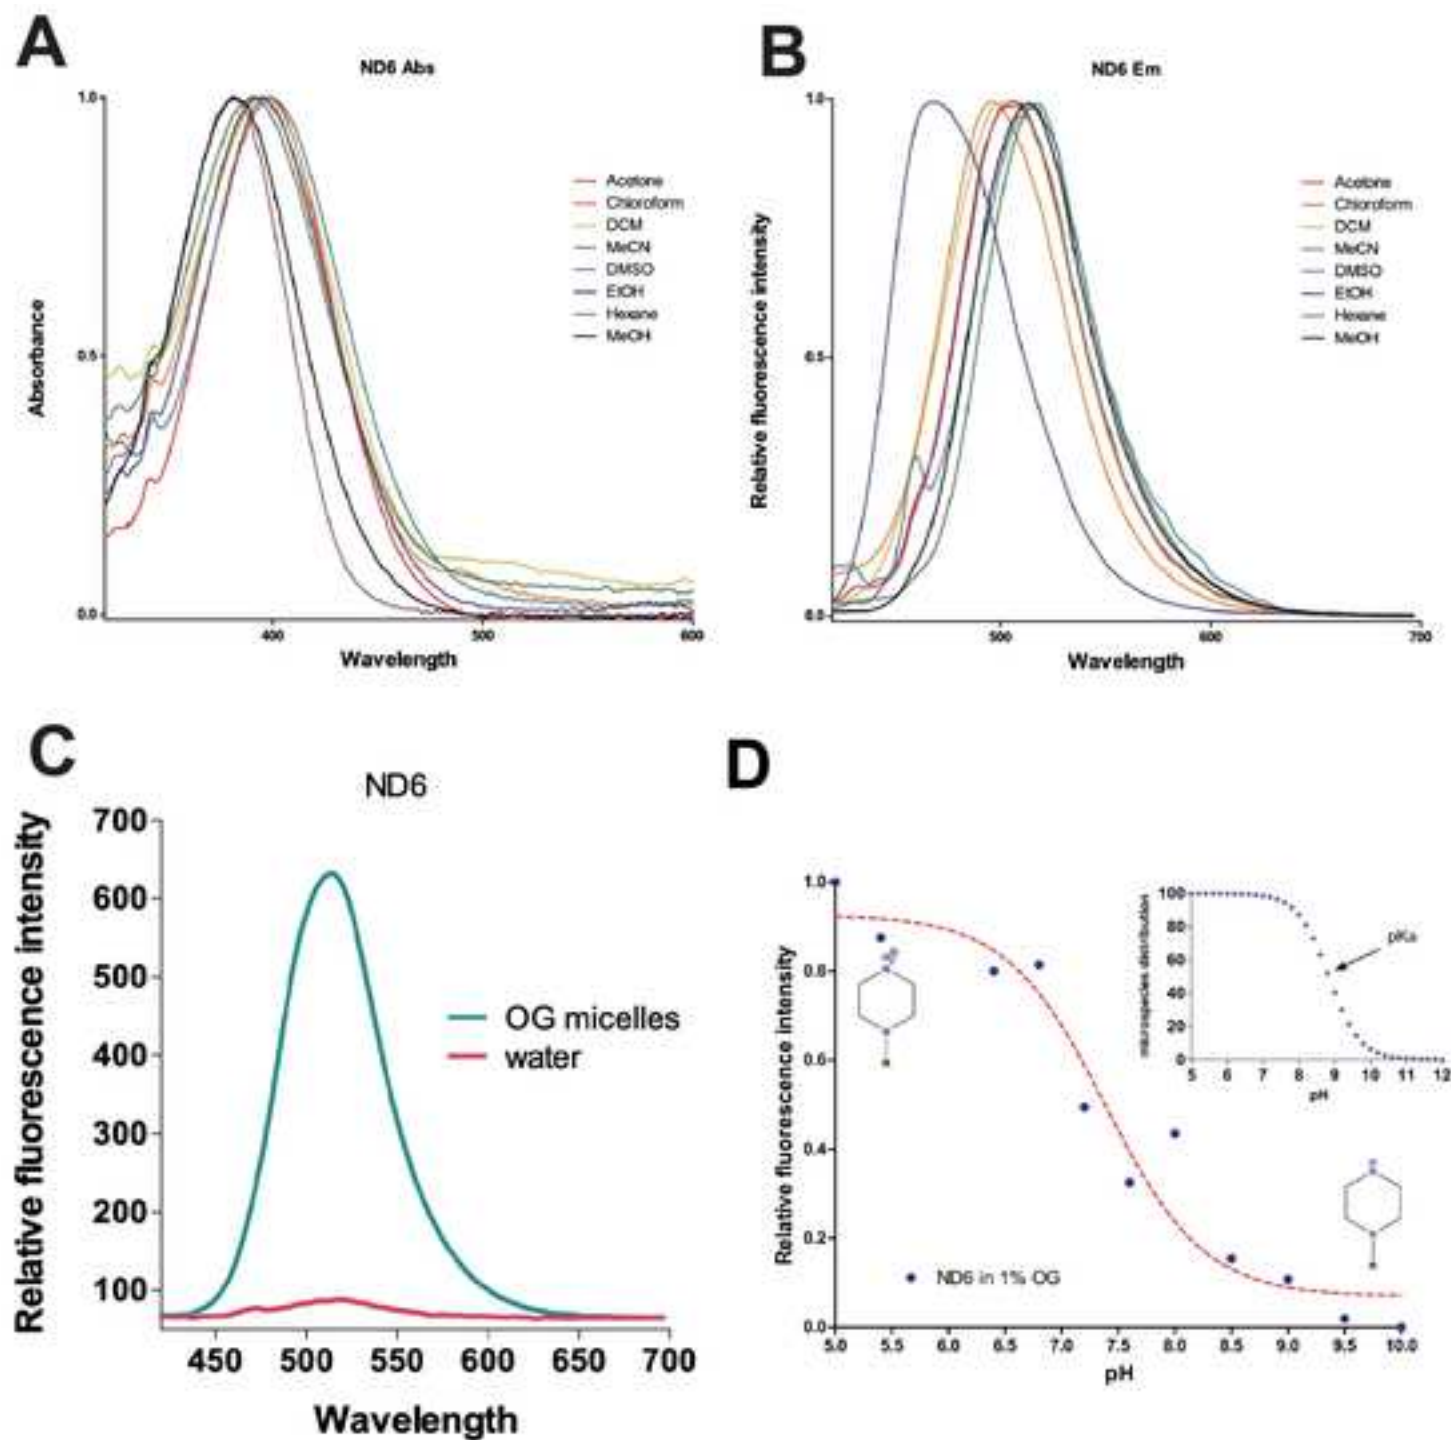 A
ND6 Abs
1.0
0.5
0.0
400
500
600
Absorbance
Wavelength
Acetone
Chloroform
DCM
MeCN
DMSO
EtOH
Hexane
MeOH
B
ND6 Em
1.0
0.5
0.0
500
600
700
Relative fluorescence intensity
Wavelength
Acetone
Chloroform
DCM
MeCN
DMSO
EtOH
Hexane
MeOH
C
ND6
700
600
500
400
300
200
100
450 500 550 600 650 700
Relative fluorescence intensity
Wavelength
OG micelles
water
D
1.0
0.8
0.6
0.4
0.2
0.0
5.0 5.5 6.0 6.5 7.0 7.5 8.0 8.5 9.0 9.5 10.0
Relative fluorescence intensity
pH
ND6 in 1% OG
100
80
60
40
20
0
5 6 7 8 9 10 11 12
microspecies distribution
pH
pKa